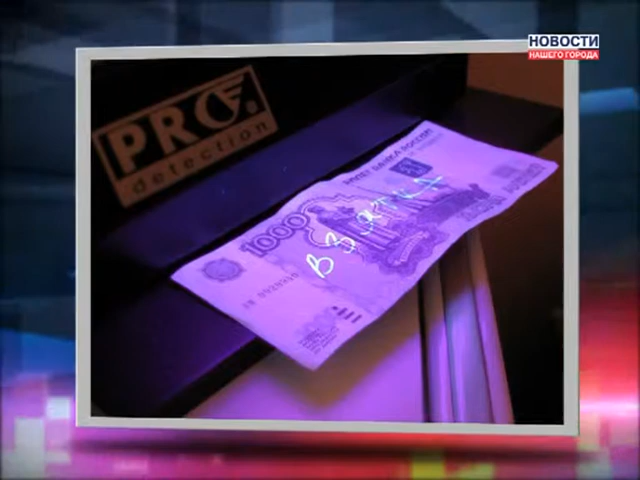 НОВОСТИ
НАШЕГО ГОРОДА
PRO
detection
БИЛЕТ БАНКА РОССИИ
1000
ВЗЯТКА